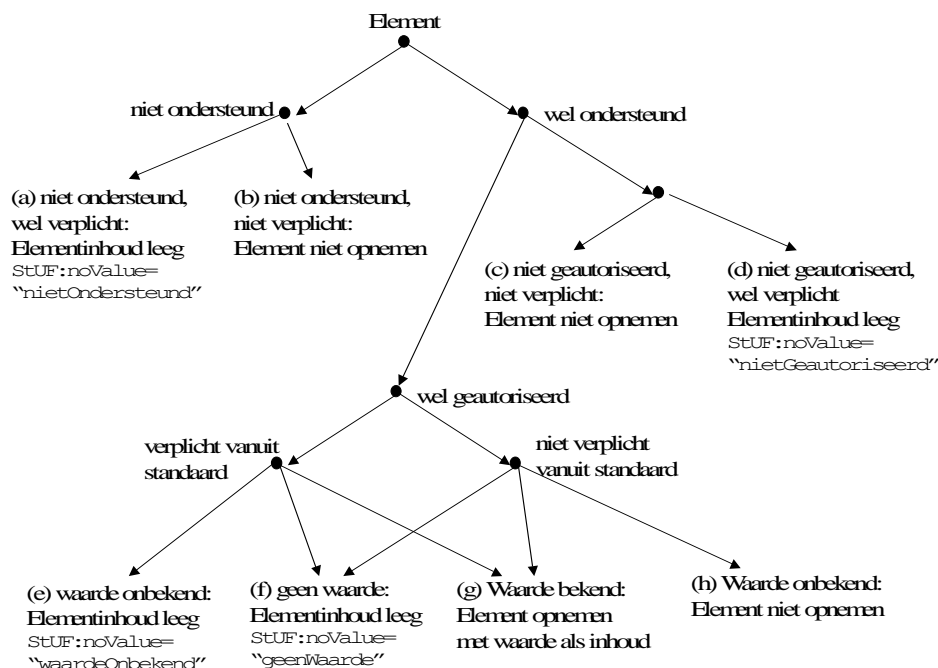 Element
niet ondersteund
wel ondersteund
(a) niet ondersteund,
wel verplicht:
Elementinhoud leeg
StUF:noValue=
“nietOndersteund”
(b) niet ondersteund,
niet verplicht:
Element niet opnemen
(c) niet geautoriseerd,
niet verplicht:
Element niet opnemen
(d) niet geautoriseerd,
wel verplicht
Elementinhoud leeg
StUF:noValue=
“nietGeautoriseerd”
wel geautoriseerd
verplicht vanuit
standaard
niet verplicht
vanuit standaard
(e) waarde onbekend:
Elementinhoud leeg
StUF:noValue=
“waardeOnbekend”
(f) geen waarde:
Elementinhoud leeg
StUF:noValue=
“geenWaarde”
(g) Waarde bekend:
Element opnemen
met waarde als inhoud
(h) Waarde onbekend:
Element niet opnemen